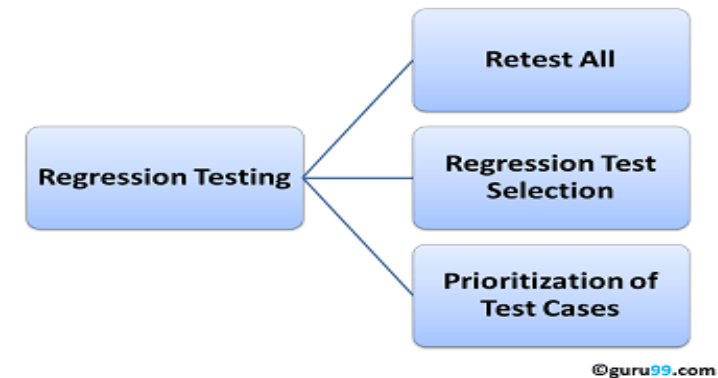 Retest All
Regression Testing
Regression Test
Selection
Prioritization of
Test Cases
©guru99.com